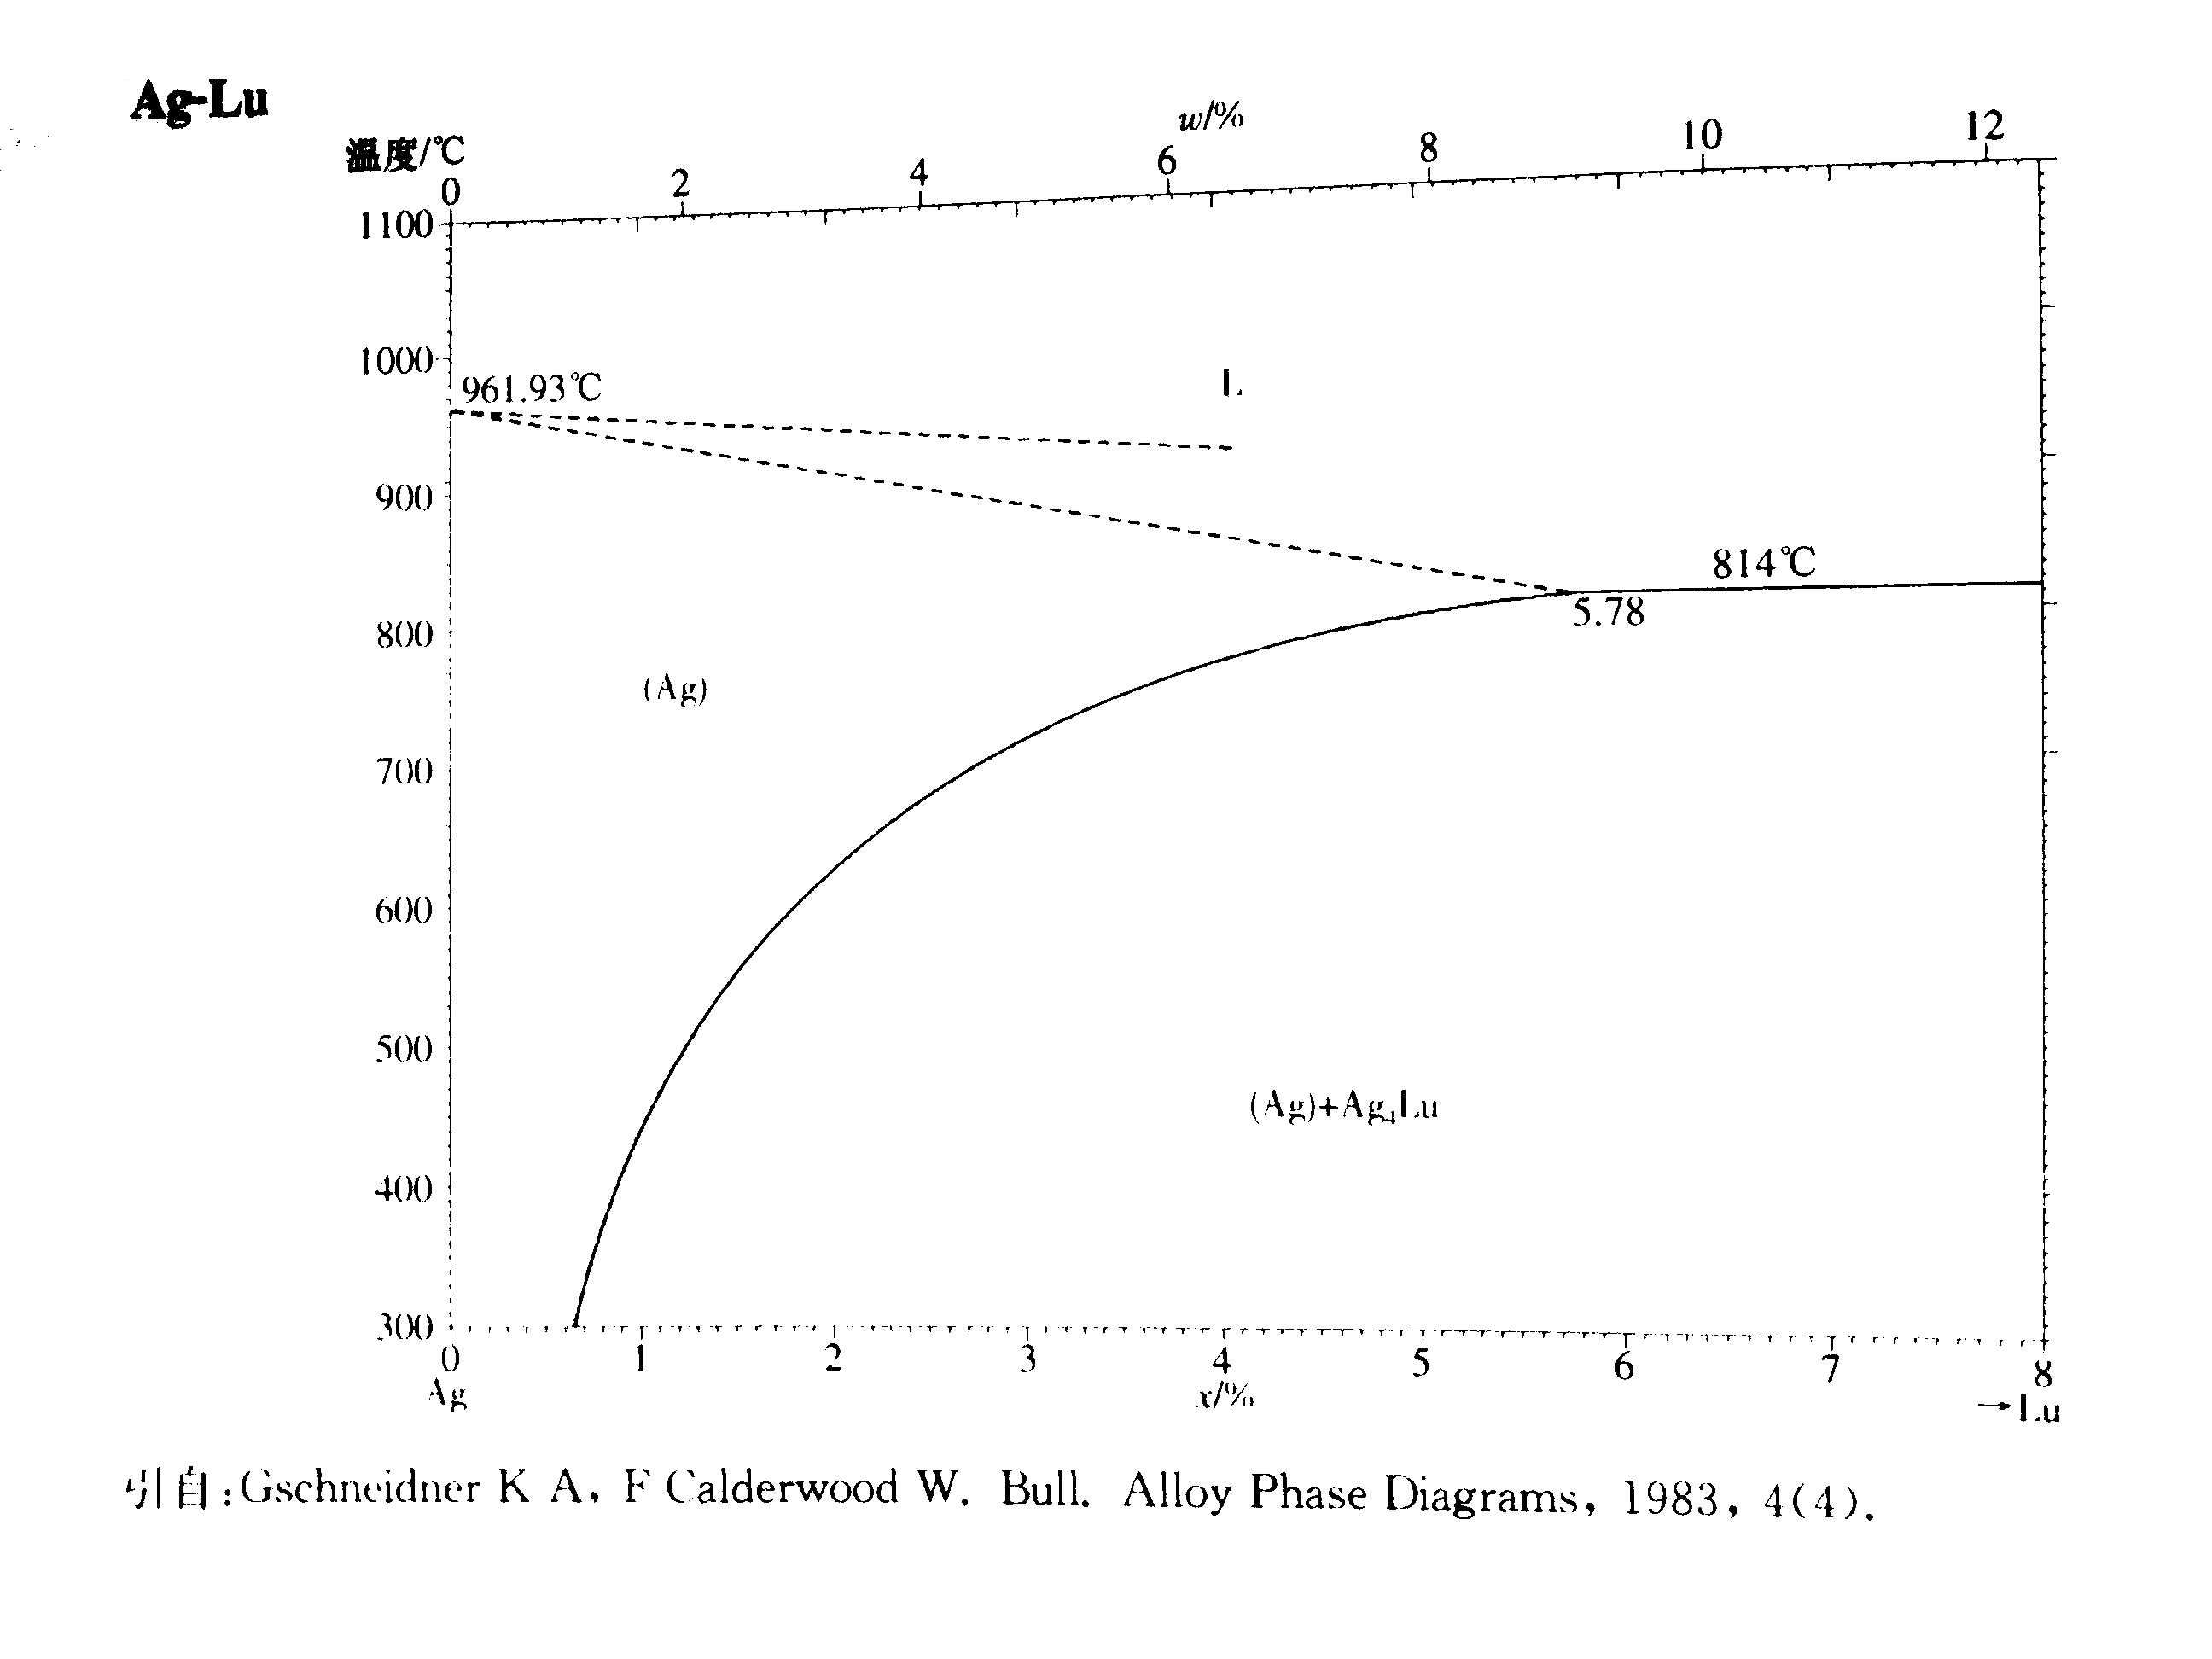 Ag-Lu
w/%
温度/℃
0 2 4 6 8 10 12
1100
1000
961.93℃
L
900
814℃
5.78
800
(Ag)
700
600
500
(Ag)+Ag₄Lu
400
300
0 1 2 3 4 5 6 7 8
Ag x/% →Lu
引自:Gschneidner K A, F Calderwood W. Bull. Alloy Phase Diagrams, 1983, 4(4).